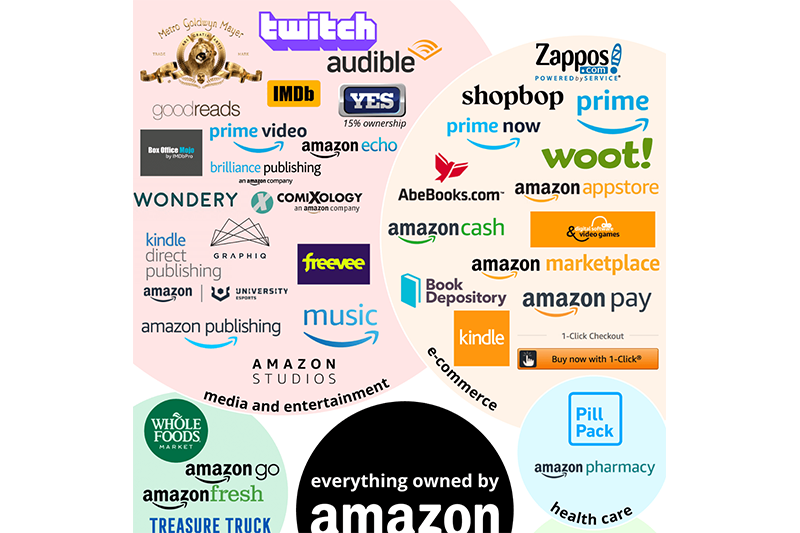 Metro Goldwyn Mayer
TRADE
MARK
twitch
audible
IMDb
YES
15% ownership
goodreads
Box Office Mojo
by IMDbPro
prime video
amazon echo
brilliance publishing
an amazon company
WONDERY
COMIXOLOGY
an amazon company
kindle
direct
publishing
GRAPHIQ
freevee
amazon
UNIVERSITY
ESPORTS
amazon publishing
music
AMAZON
STUDIOS
media and entertainment
Zappos
.com
POWERED by SERVICE
shopbop
prime
prime now
woot!
AbeBooks.com™
amazon appstore
amazon cash
digital software
& video games
amazon marketplace
Book
Depository
amazon pay
kindle
1-Click Checkout
Buy now with 1-Click®
e-commerce
WHOLE
FOODS
MARKET
amazon go
amazon fresh
TREASURE TRUCK
everything owned by
amazon
Pill
Pack
amazon pharmacy
health care